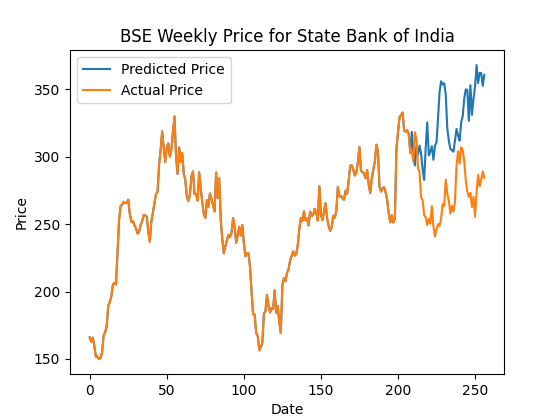 BSE Weekly Price for State Bank of India
Predicted Price
Actual Price
350
300
250
200
150
Price
0 50 100 150 200 250
Date